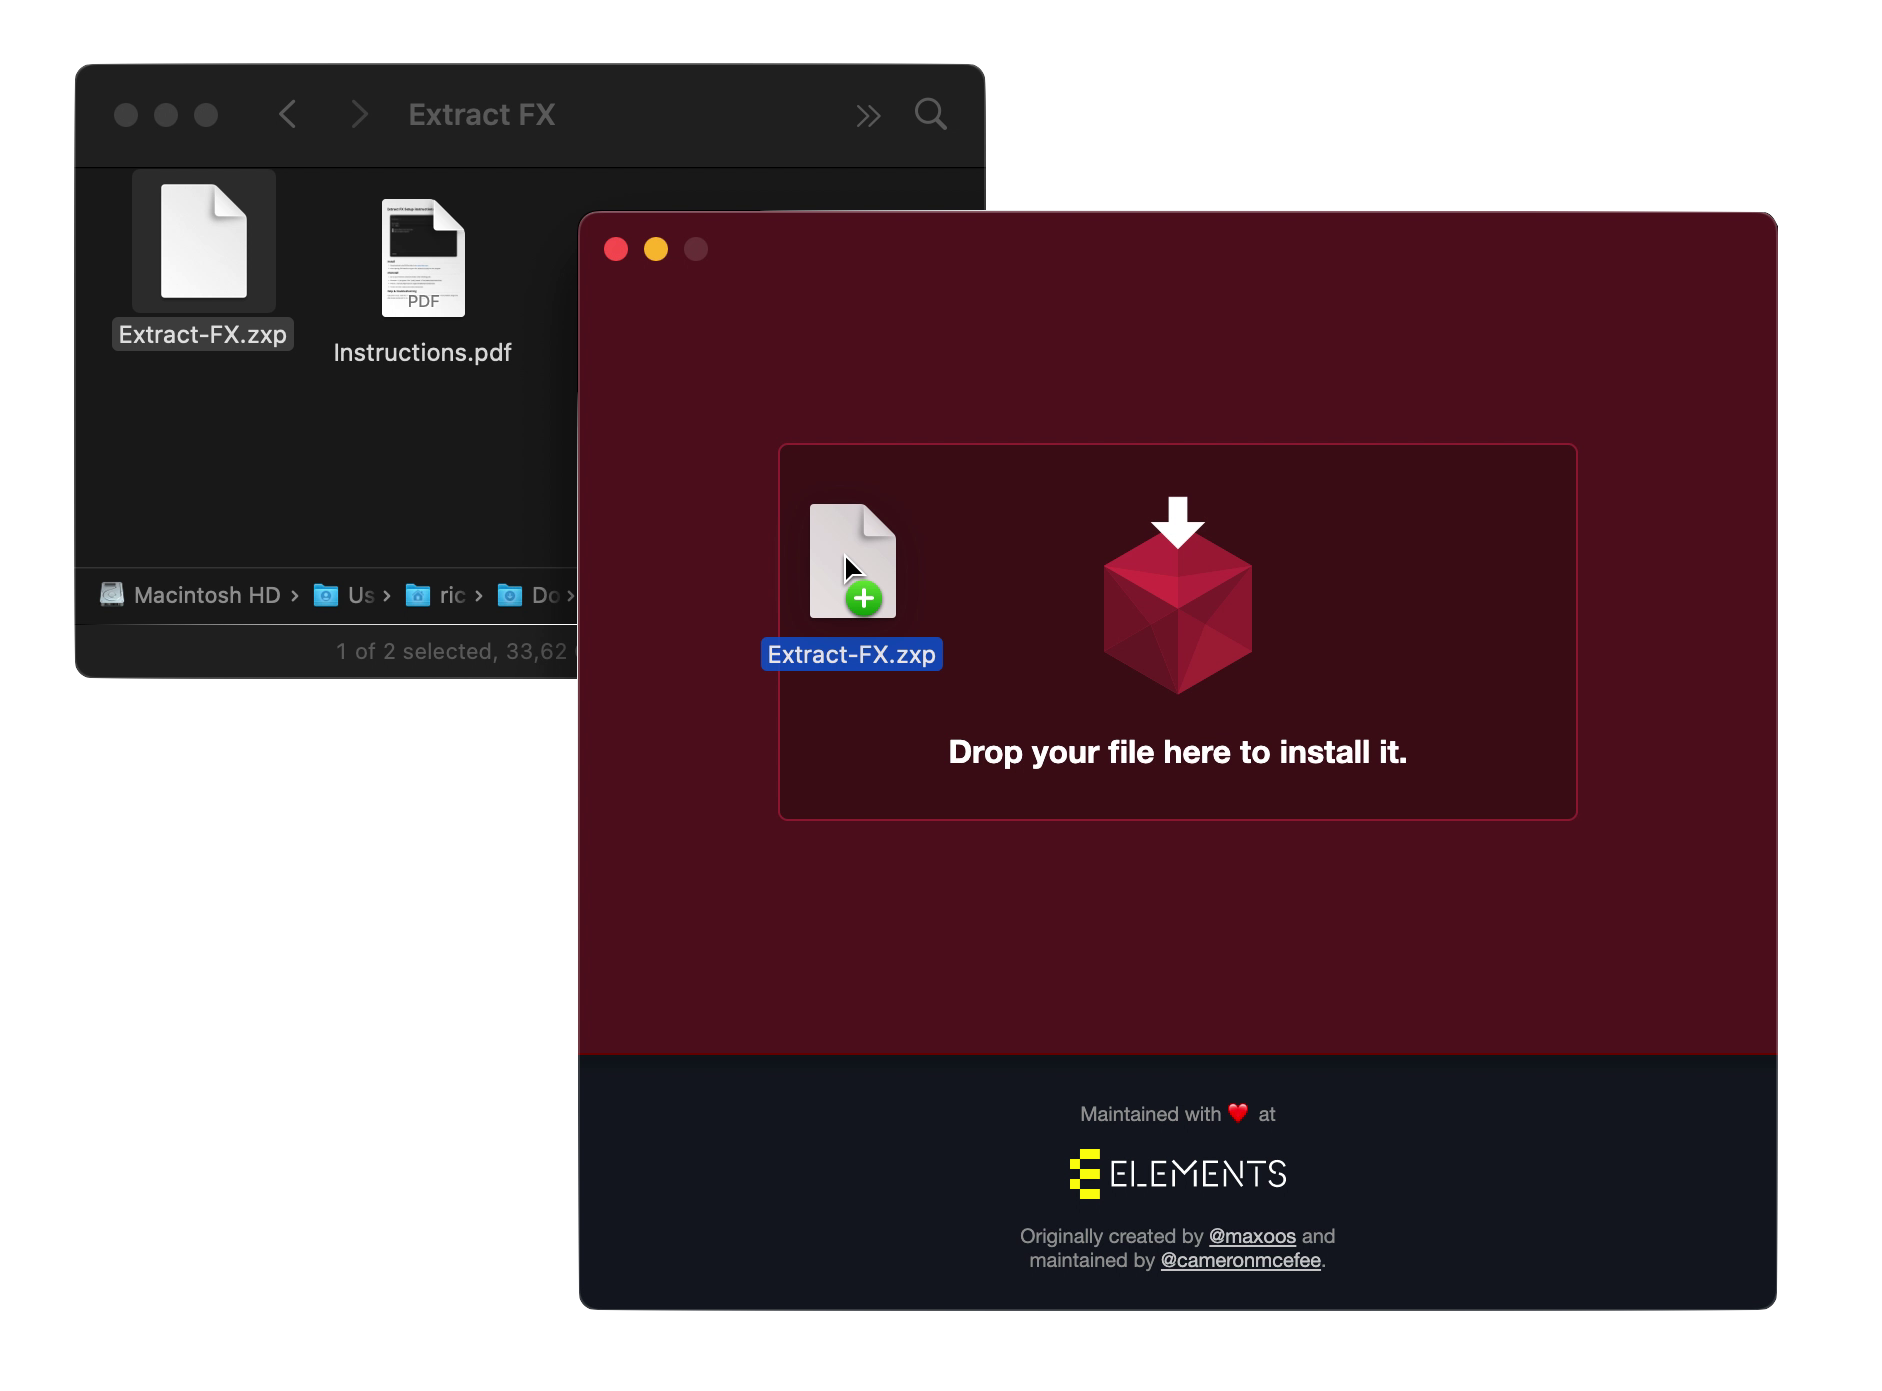 Extract FX
PDF
Extract-FX.zxp
Instructions.pdf
Macintosh HD › Us › ric › Do ›
1 of 2 selected, 33,62
Extract-FX.zxp
Drop your file here to install it.
Maintained with ❤️ at
ELEMENTS
Originally created by @maxoos and
maintained by @cameronmcefee.